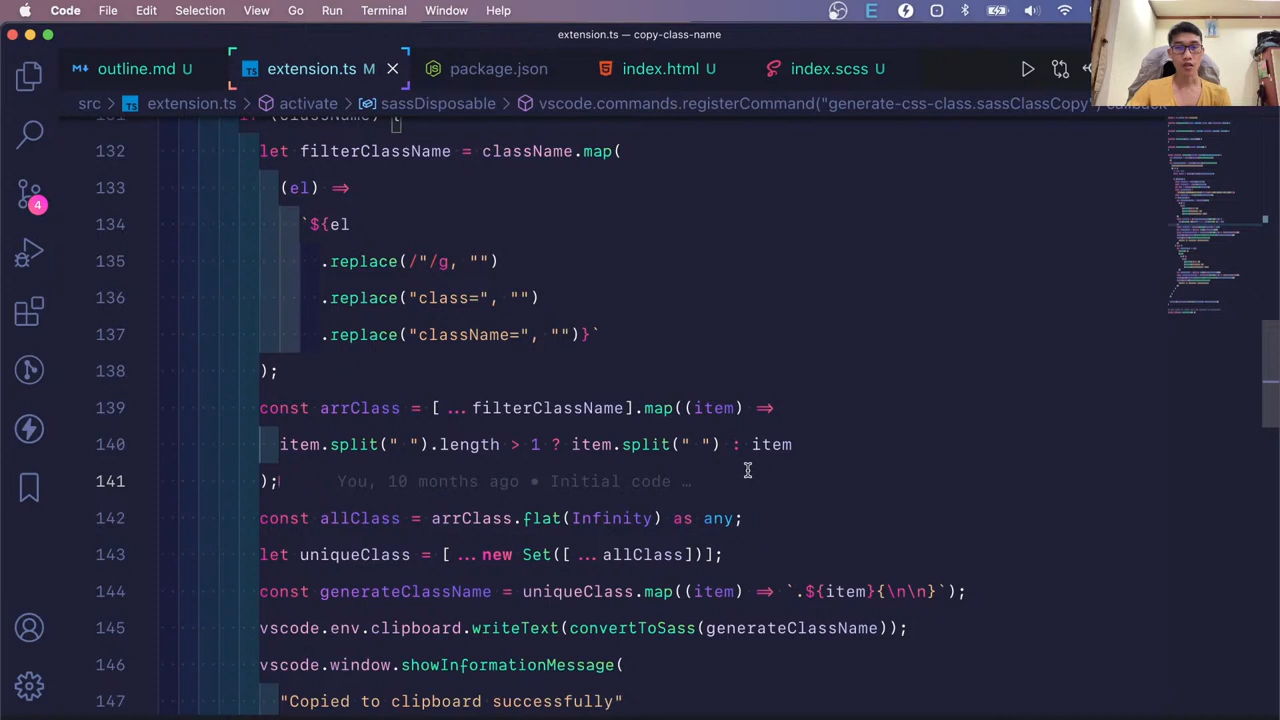 Code File Edit Selection View Go Run Terminal Window Help
extension.ts — copy-class-name
outline.md U extension.ts M package.json index.html U index.scss U
src > extension.ts > activate > sassDisposable > vscode.commands.registerCommand("generate-css-class.sassClassCopy")
132 let filterClassName = className.map(
133 (el) ⇒
134 ${el
135 .replace(/"/g, "")
136 .replace("class=", "")
137 .replace("className=", "")}`
138 );
139 const arrClass = [ ...filterClassName].map((item) ⇒
140 item.split(" ").length > 1 ? item.split(" ") : item
141 ); You, 10 months ago • Initial code …
142 const allClass = arrClass.flat(Infinity) as any;
143 let uniqueClass = [ ...new Set([ ...allClass])];
144 const generateClassName = uniqueClass.map((item) ⇒ `.${item}{\n\n}`);
145 vscode.env.clipboard.writeText(convertToSass(generateClassName));
146 vscode.window.showInformationMessage(
147 "Copied to clipboard successfully"
4